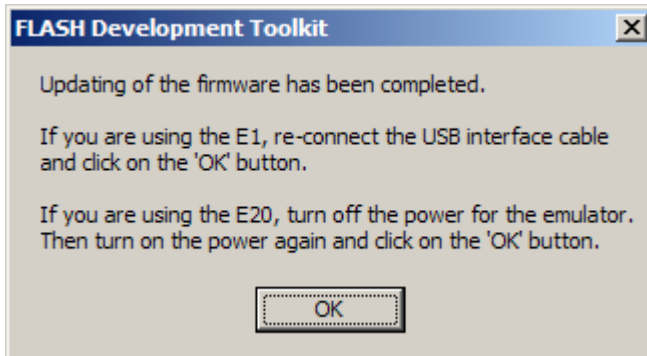 FLASH Development Toolkit
Updating of the firmware has been completed.
If you are using the E1, re-connect the USB interface cable
and click on the 'OK' button.
If you are using the E20, turn off the power for the emulator.
Then turn on the power again and click on the 'OK' button.
OK